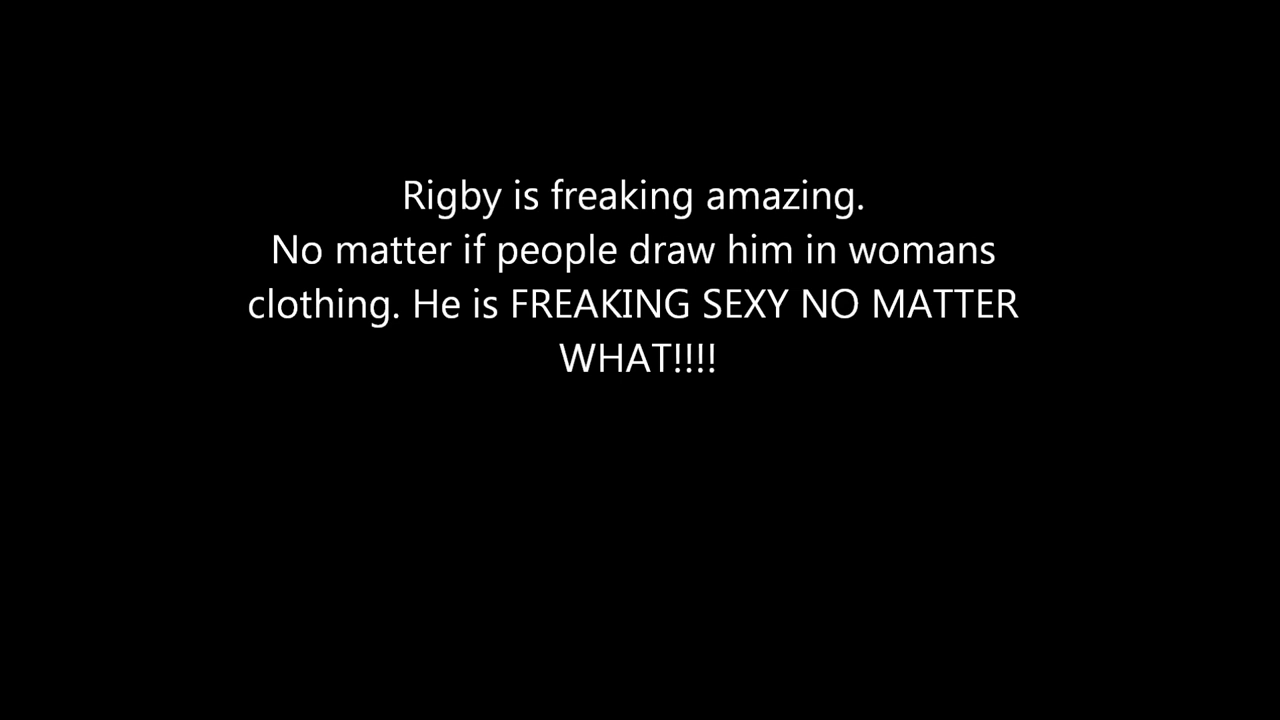 Rigby is freaking amazing.
No matter if people draw him in womans
clothing. He is FREAKING SEXY NO MATTER
WHAT!!!!